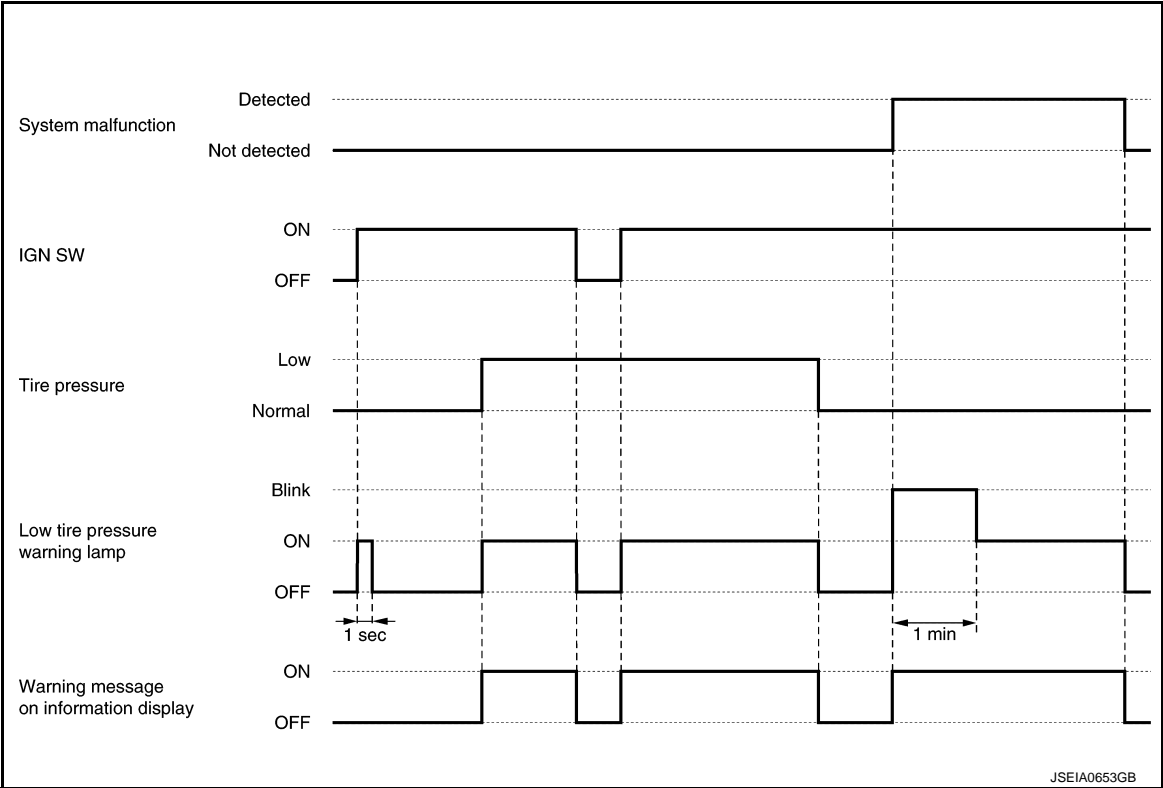 Detected
System malfunction
Not detected
ON
IGN SW
OFF
Low
Tire pressure
Normal
Blink
Low tire pressure
warning lamp
ON
OFF
1 sec
1 min
ON
Warning message
on information display
OFF
JSEIA0653GB